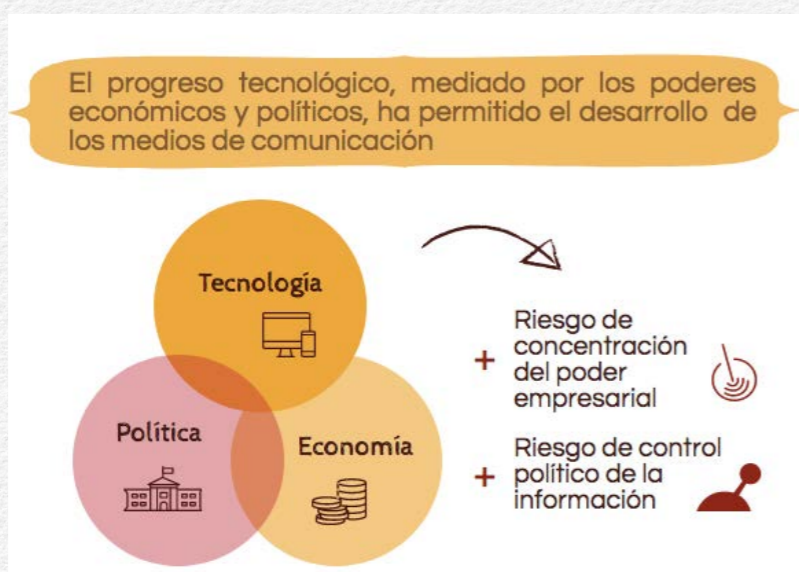 El progreso tecnológico, mediado por los poderes
económicos y políticos, ha permitido el desarrollo de
los medios de comunicación
Tecnología
Política
Economía
+ Riesgo de
concentración
del poder
empresarial
+ Riesgo de control
político de la
información